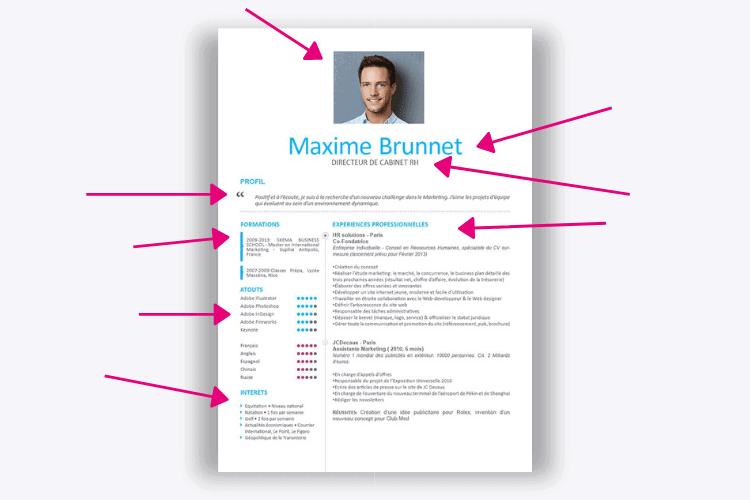 Maxime Brunnet
DIRECTEUR DE CABINET RH
PROFIL
“ Positif et à l'écoute, je suis à la recherche d'un nouveau challenge dans le Marketing. J'aime les projets d'équipe
qui évoluent au sein d'un environnement dynamique.
FORMATIONS
2009-2013: SKEMA BUSINESS
SCHOOL - Master en International
Marketing - Sophia Antipolis,
France
2007-2009: Classes Prépa, Lycée
Masséna, Nice
ATOUTS
Adobe Illustrator
Adobe Photoshop
Adobe InDesign
Adobe Fireworks
Keynote
Français
Anglais
Espagnol
Chinois
Russe
INTERETS
Equitation • Niveau national
Natation • 1 fois par semaine
Golf • 2 fois par semaine
Actualités économiques • Courrier
International, Le Point, Le Figaro
Géopolitique de la Transnistrie
EXPERIENCES PROFESSIONNELLES
HR solutions - Paris
Co-Fondatrice
Entreprise individuelle - Conseil en Ressources Humaines, spécialiste du CV sur-
mesure (lancement prévu pour Février 2013)
•Création du concept
•Réaliser l'étude marketing: le marché, la concurrence, le business plan détaillé des
trois prochaines années (résultat, chiffre d'affaire, évolution de la trésorerie)
•Élaborer des offres variées et innovantes
•Développer un site internet jeune, moderne et facile d'utilisation
•Travailler en étroite collaboration avec le Web-developpeur & le Web designer
•Définir l'arborescence du site web
•Responsable des tâches administratives
•Déposer le brevet (marque, logo, savoir) & officialiser le statut juridique
•Gérer toute la communication et promotion du site (référencement, pub, brochure)
JCDecaux - Paris
Assistante Marketing ( 2010, 6 mois)
Numéro 1 mondial des publicités en extérieur. 10000 personnes. CA: 2 Milliards
d'euros.
•En charge d'appels d'offres
•Responsable du projet de l'Exposition Universelle 2010
•Ecrire des articles de presse sur le site de JC Decaux
•En charge de l'ouverture du nouveau terminal de l'aéroport de Pékin et de Shanghai
•Rédiger les newsletters
REUSSITES: Création d'une idée publicitaire pour Rolex, Invention d'un
nouveau concept pour Club Med